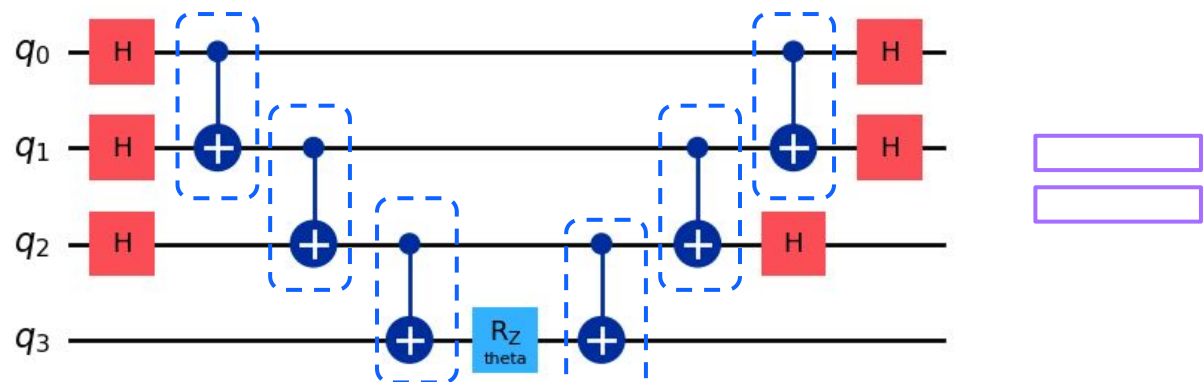 q0 H H
q1 H H
q2 H H
q3 RZ
theta